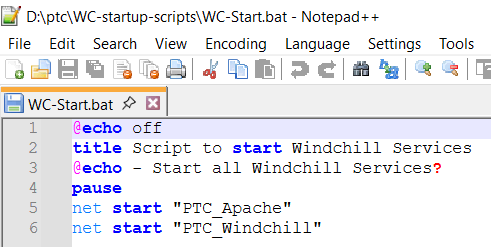 D:\ptc\WC-startup-scripts\WC-Start.bat - Notepad++
File Edit Search View Encoding Language Settings Tools
WC-Start.bat
1 @echo off
2 title Script to start Windchill Services
3 @echo - Start all Windchill Services?
4 pause
5 net start "PTC_Apache"
6 net start "PTC_Windchill"